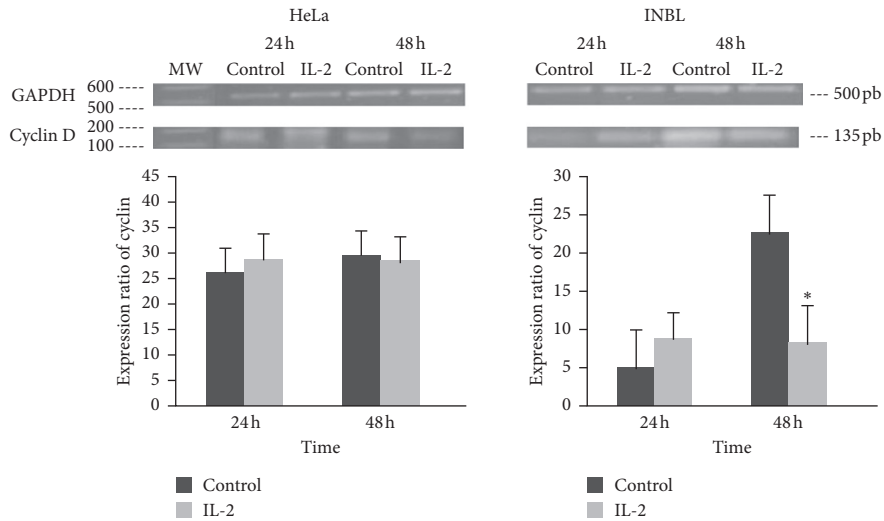 HeLa
24 h 48 h
MW Control IL-2 Control IL-2
GAPDH 600 ----
500 ----
Cyclin D 200 ----
100 ----
INBL
24 h 48 h
Control IL-2 Control IL-2
--- 500 pb
--- 135 pb
Expression ratio of cyclin
45
40
35
30
25
20
15
10
5
0
24 h 48 h
Time
Control
IL-2
Expression ratio of cyclin
30
25
20
15
10
5
0
*
24 h 48 h
Time
Control
IL-2